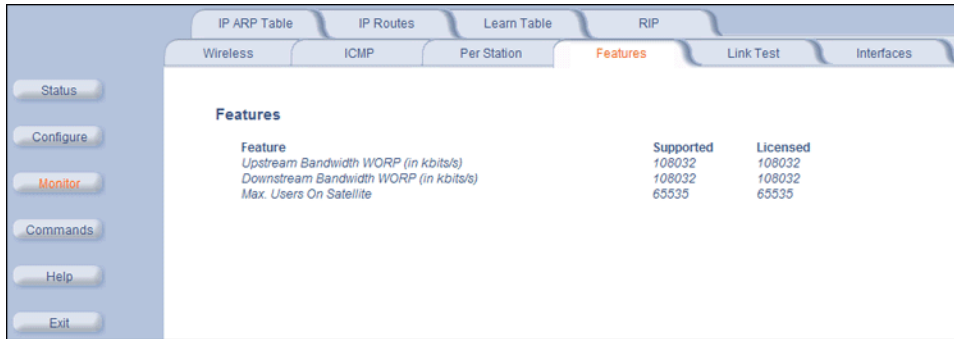 IP ARP Table IP Routes Learn Table RIP
Wireless ICMP Per Station Features Link Test Interfaces
Status
Configure
Monitor
Commands
Help
Exit
Features
Feature Supported Licensed
Upstream Bandwidth WORP (in kbits/s) 108032 108032
Downstream Bandwidth WORP (in kbits/s) 108032 108032
Max. Users On Satellite 65535 65535